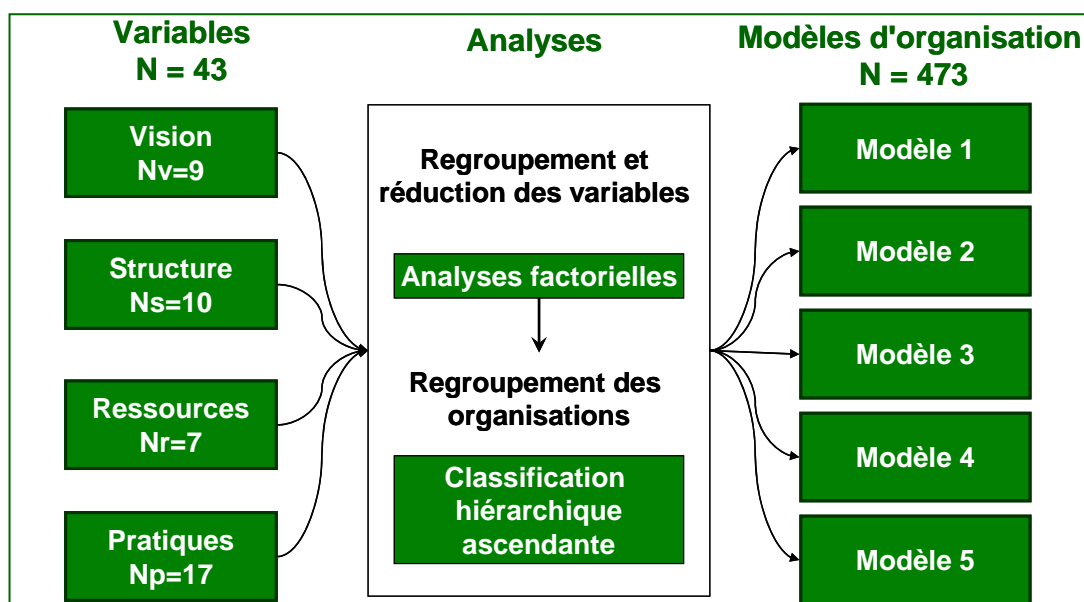 Variables
N = 43
Vision
Nv=9
Structure
Ns=10
Ressources
Nr=7
Pratiques
Np=17
Analyses
Regroupement et
réduction des variables
Analyses factorielles
Regroupement des
organisations
Classification
hiérarchique
ascendante
Modèles d'organisation
N = 473
Modèle 1
Modèle 2
Modèle 3
Modèle 4
Modèle 5